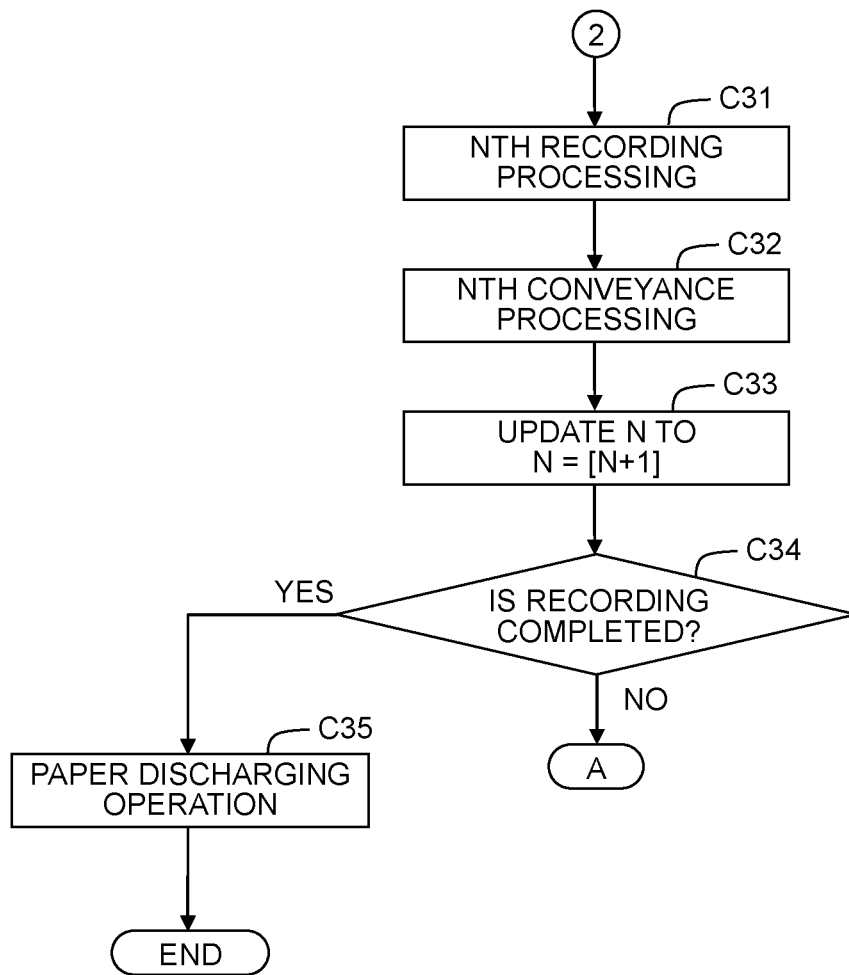 2
C31
NTH RECORDING
PROCESSING
C32
NTH CONVEYANCE
PROCESSING
C33
UPDATE N TO
N = [N+1]
C34
YES
IS RECORDING
COMPLETED?
NO
C35
PAPER DISCHARGING
OPERATION
A
END